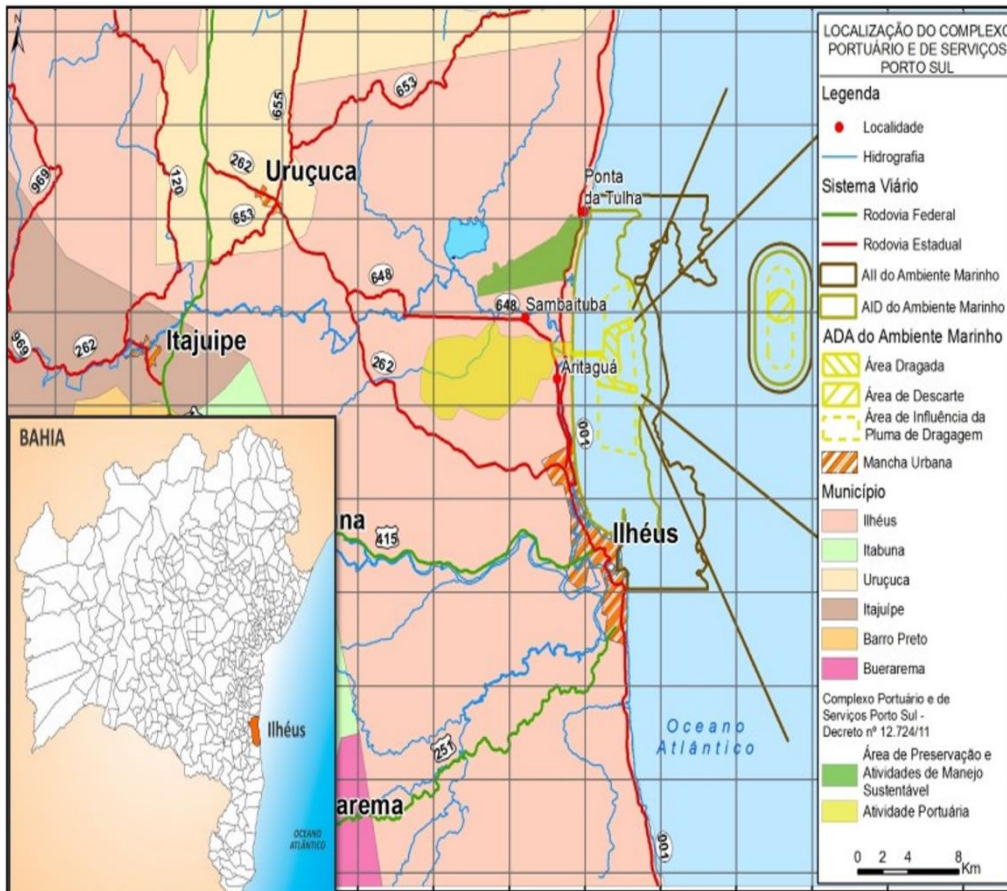 N
LOCALIZAÇÃO DO COMPLEXO
PORTUÁRIO E DE SERVIÇOS
PORTO SUL
Legenda
Localidade
Hidrografia
Sistema Viário
Rodovia Federal
Rodovia Estadual
AII do Ambiente Marinho
AID do Ambiente Marinho
ADA do Ambiente Marinho
Área Dragada
Área de Descarte
Área de Influência da
Pluma de Dragagem
Mancha Urbana
Município
Ilhéus
Itabuna
Uruçuca
Itajuípe
Barro Preto
Buerarema
Complexo Portuário e de
Serviços Porto Sul -
Decreto nº 12.724/11
Área de Preservação e
Atividades de Manejo
Sustentável
Atividade Portuária
0 2 4 8
Km
653
655
262
Uruçuca
969
120
653
Ponta
da Tulha
648
648
Sambaituba
Itajuipe
969
262
262
Aritaguá
001
na
415
Ilhéus
251
arema
Oceano
Atlântico
001
BAHIA
Ilhéus
OCEANO
ATLÂNTICO